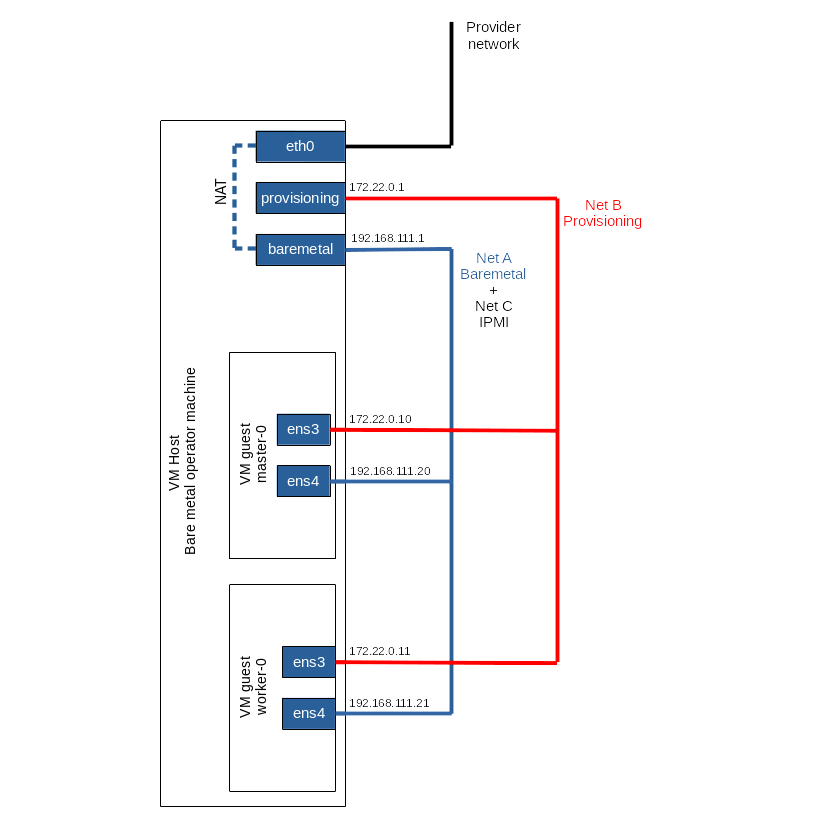 Provider
network
eth0
NAT
provisioning
172.22.0.1
Net B
Provisioning
baremetal
192.168.111.1
Net A
Baremetal
+
Net C
IPMI
VM Host
Bare metal operator machine
VM guest
master-0
ens3
172.22.0.10
ens4
192.168.111.20
VM guest
worker-0
ens3
172.22.0.11
ens4
192.168.111.21